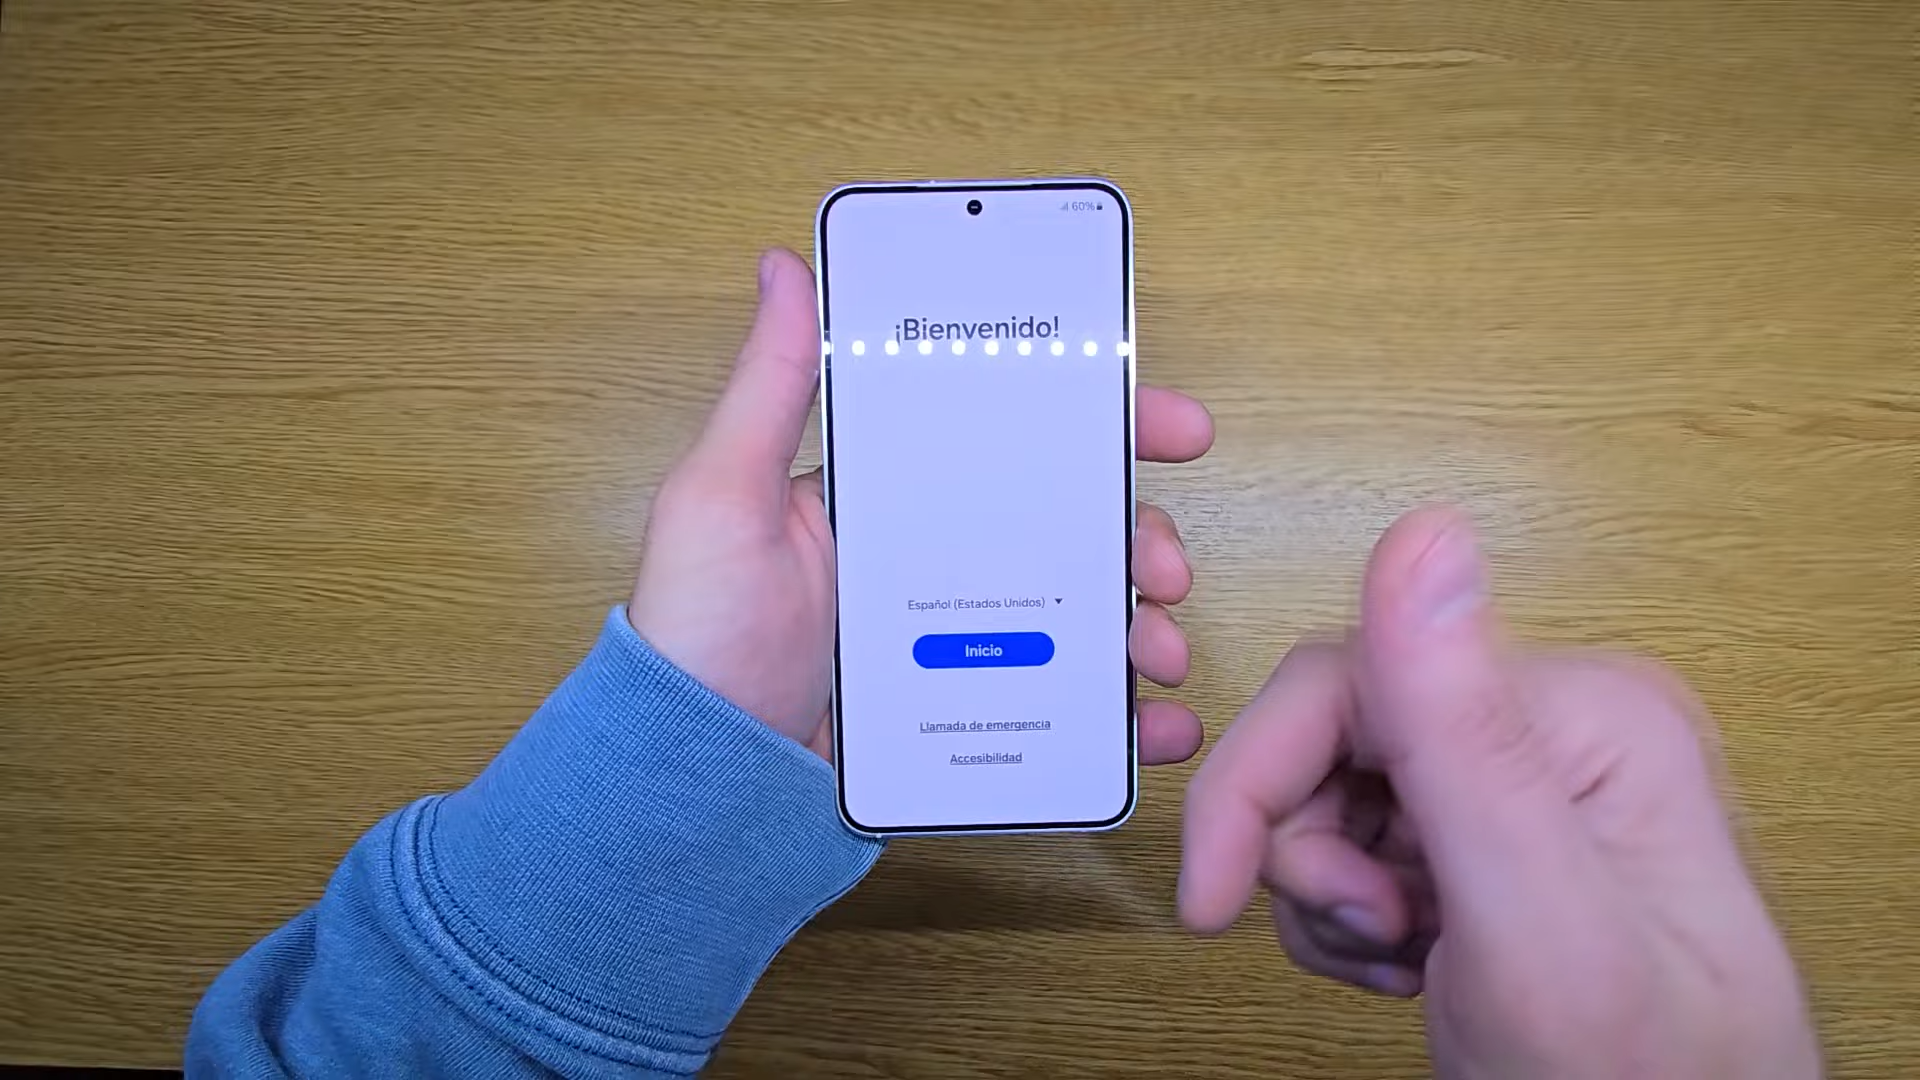 60%
¡Bienvenido!
Español (Estados Unidos)
Inicio
Llamada de emergencia
Accesibilidad